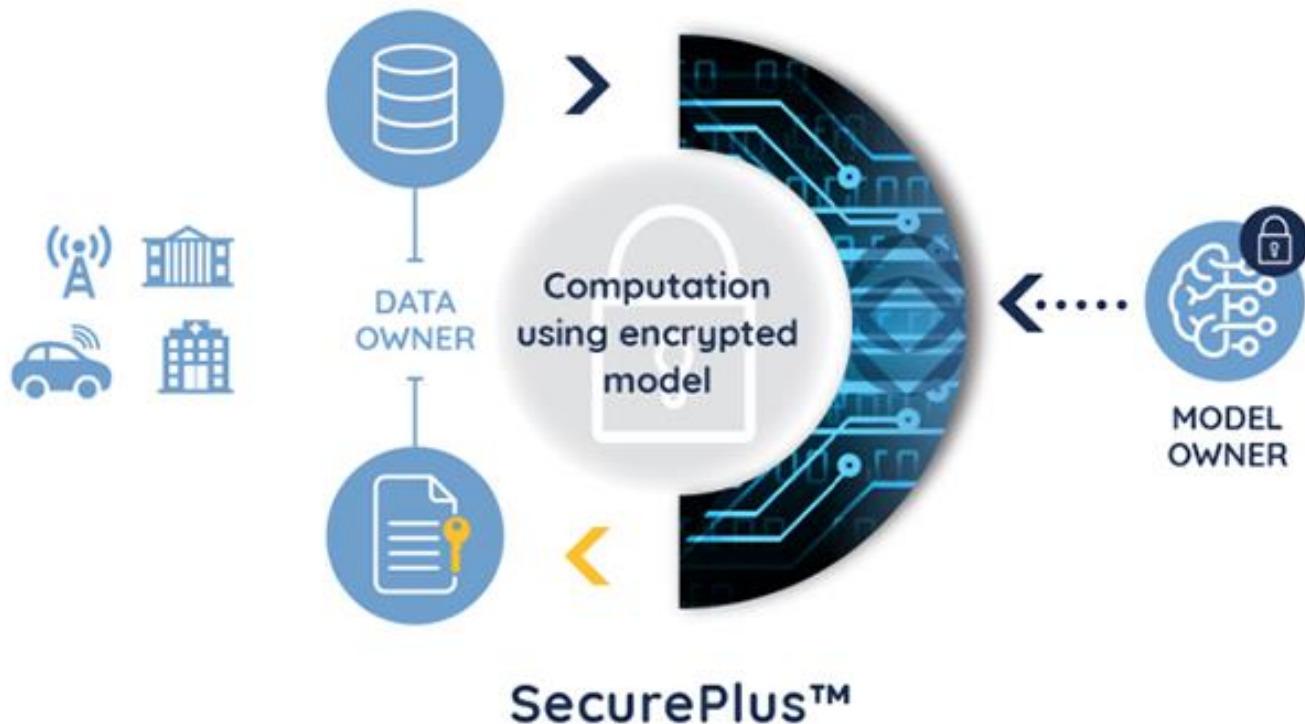 DATA
OWNER
Computation
using encrypted
model
MODEL
OWNER
SecurePlus™